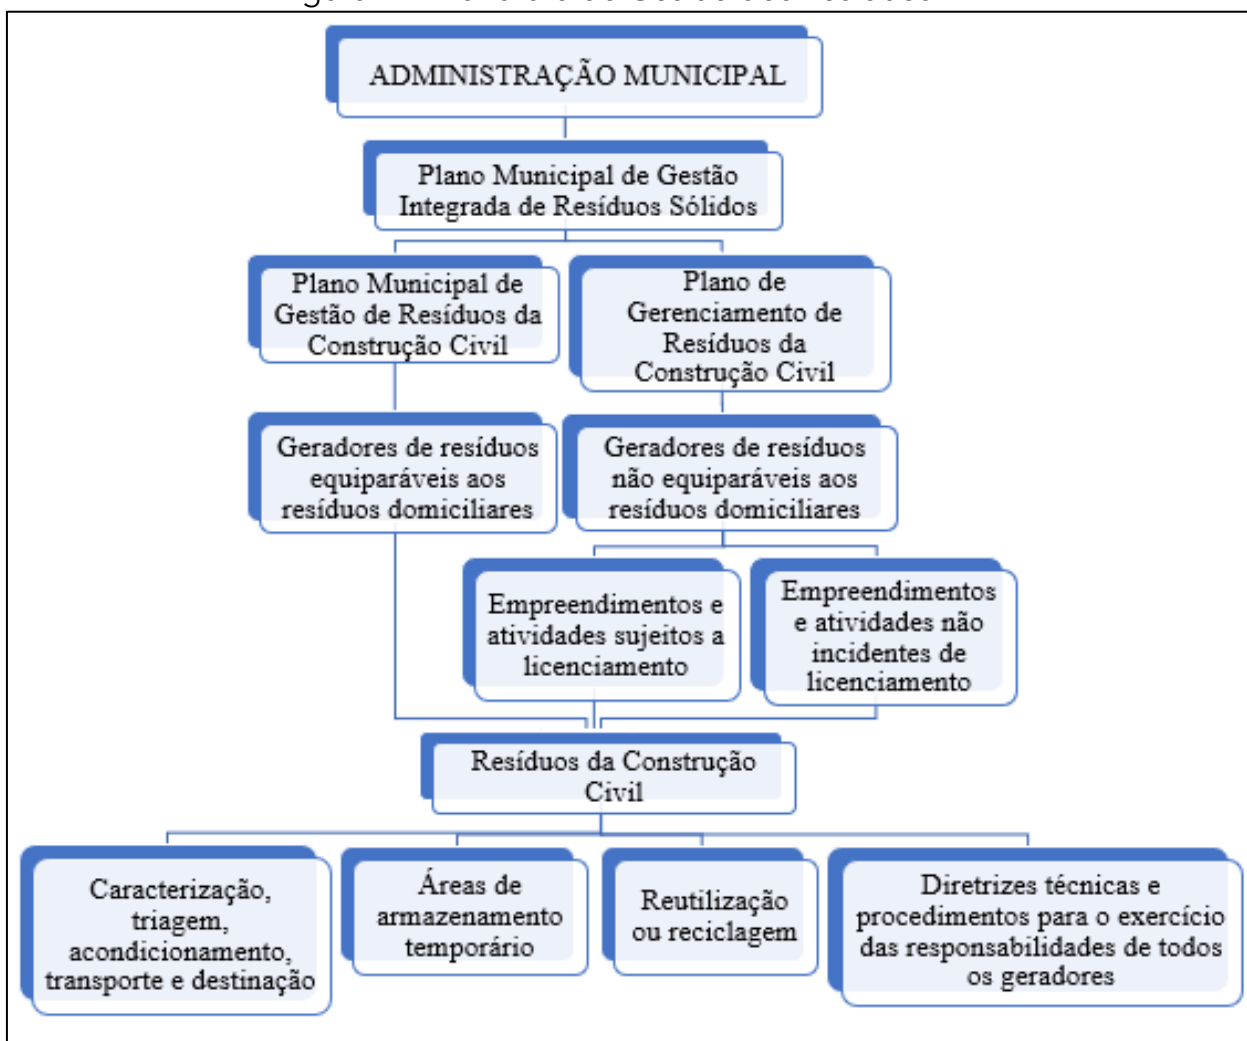 ADMINISTRAÇÃO MUNICIPAL
Plano Municipal de Gestão
Integrada de Resíduos Sólidos
Plano Municipal de
Gestão de Resíduos da
Construção Civil
Plano de
Gerenciamento de
Resíduos da
Construção Civil
Geradores de resíduos
equiparáveis aos
resíduos domiciliares
Geradores de resíduos
não equiparáveis aos
resíduos domiciliares
Empreendimentos e
atividades sujeitos a
licenciamento
Empreendimentos
e atividades não
incidentes de
licenciamento
Resíduos da Construção
Civil
Caracterização,
triagem,
acondicionamento,
transporte e destinação
Áreas de
armazenamento
temporário
Reutilização
ou reciclagem
Diretrizes técnicas e
procedimentos para o exercício
das responsabilidades de todos
os geradores